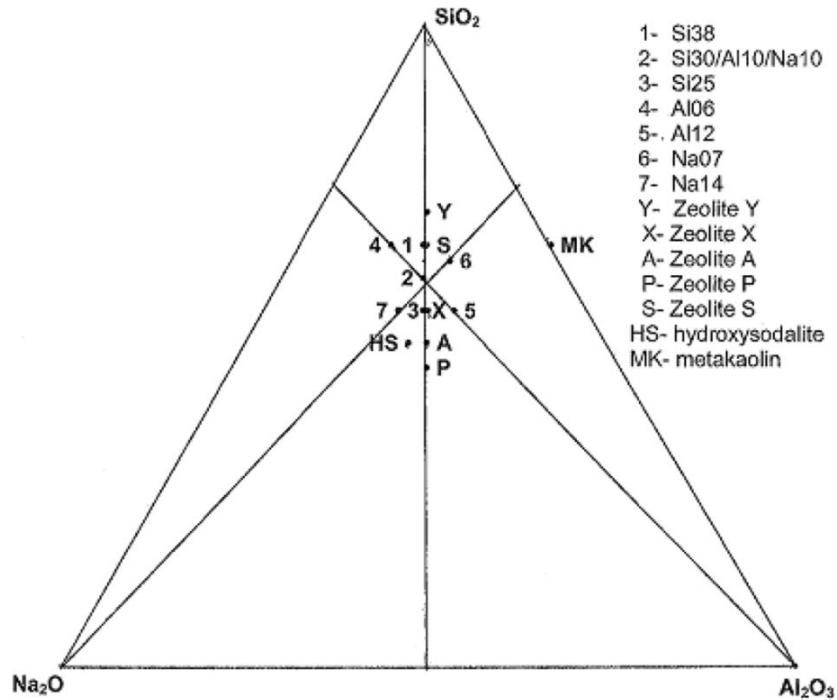 SiO₂
1- Si38
2- Si30/Al10/Na10
3- Si25
4- Al06
5-. Al12
6- Na07
7- Na14
Y- Zeolite Y
X- Zeolite X
A- Zeolite A
P- Zeolite P
S- Zeolite S
HS- hydroxysodalite
MK- metakaolin
Y
4 1 S MK
6
2
7 3 X 5
HS A
P
Na₂O Al₂O₃